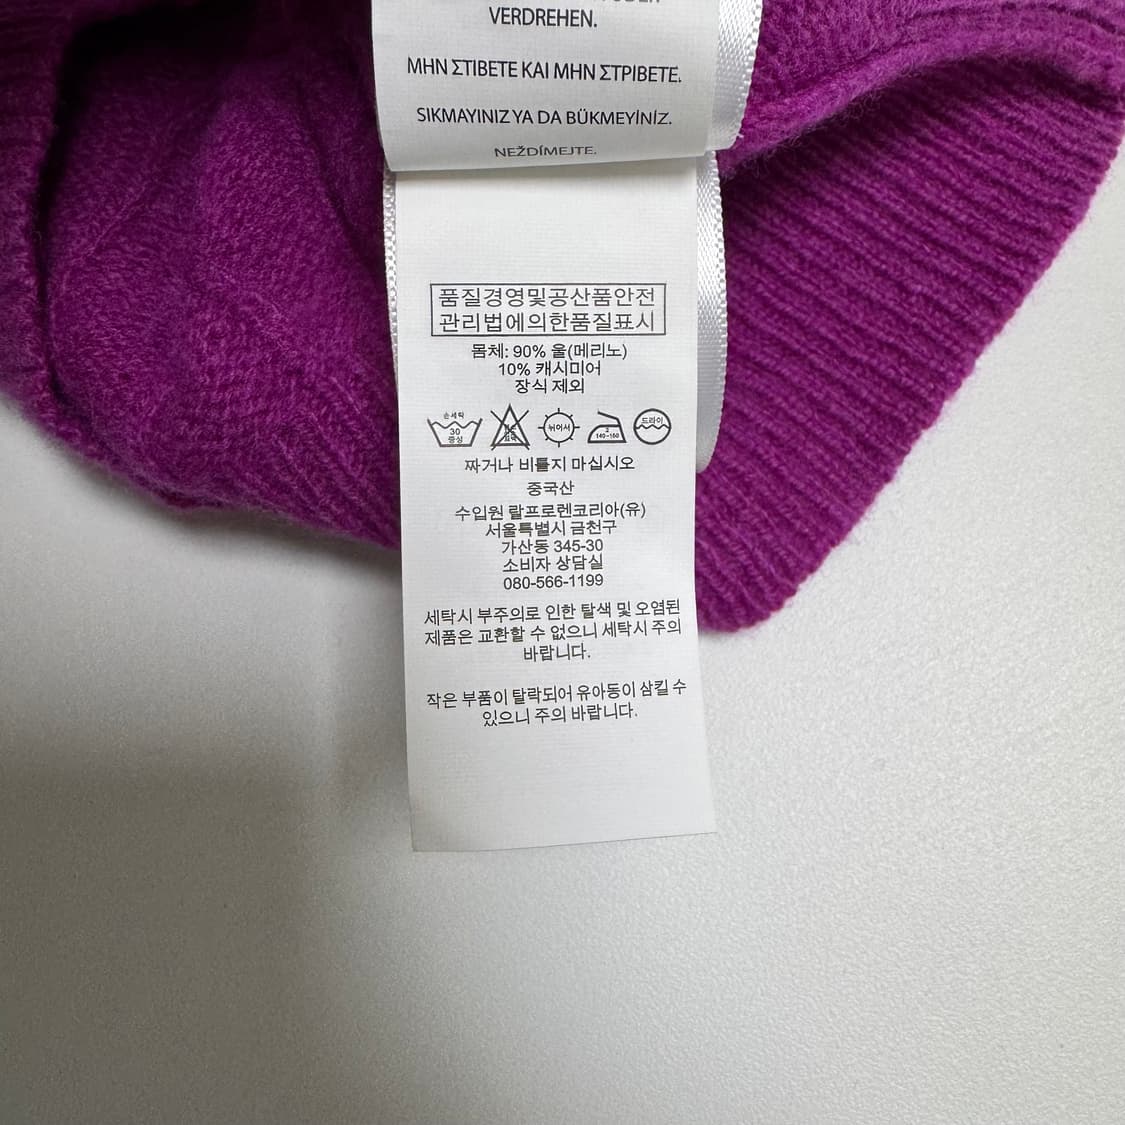 VERDREHEN.
ΜΗΝ ΣΤΙΒΕΤΕ ΚΑΙ ΜΗΝ ΣΤΡΙΒΕΤΕ.
SIKMAYINIZ YA DA BÜKMEYİNİZ.
NEŽDÍMEJTE.
품질경영및공산품안전
관리법에의한품질표시
몸체: 90% 울(메리노)
10% 캐시미어
장식 제외
손세탁
30
중성
뉘어서
140~160
드라이
짜거나 비틀지 마십시오
중국산
수입원 랄프로렌코리아(유)
서울특별시 금천구
가산동 345-30
소비자 상담실
080-566-1199
세탁시 부주의로 인한 탈색 및 오염된
제품은 교환할 수 없으니 세탁시 주의
바랍니다.
작은 부품이 탈락되어 유아동이 삼킬 수
있으니 주의 바랍니다.